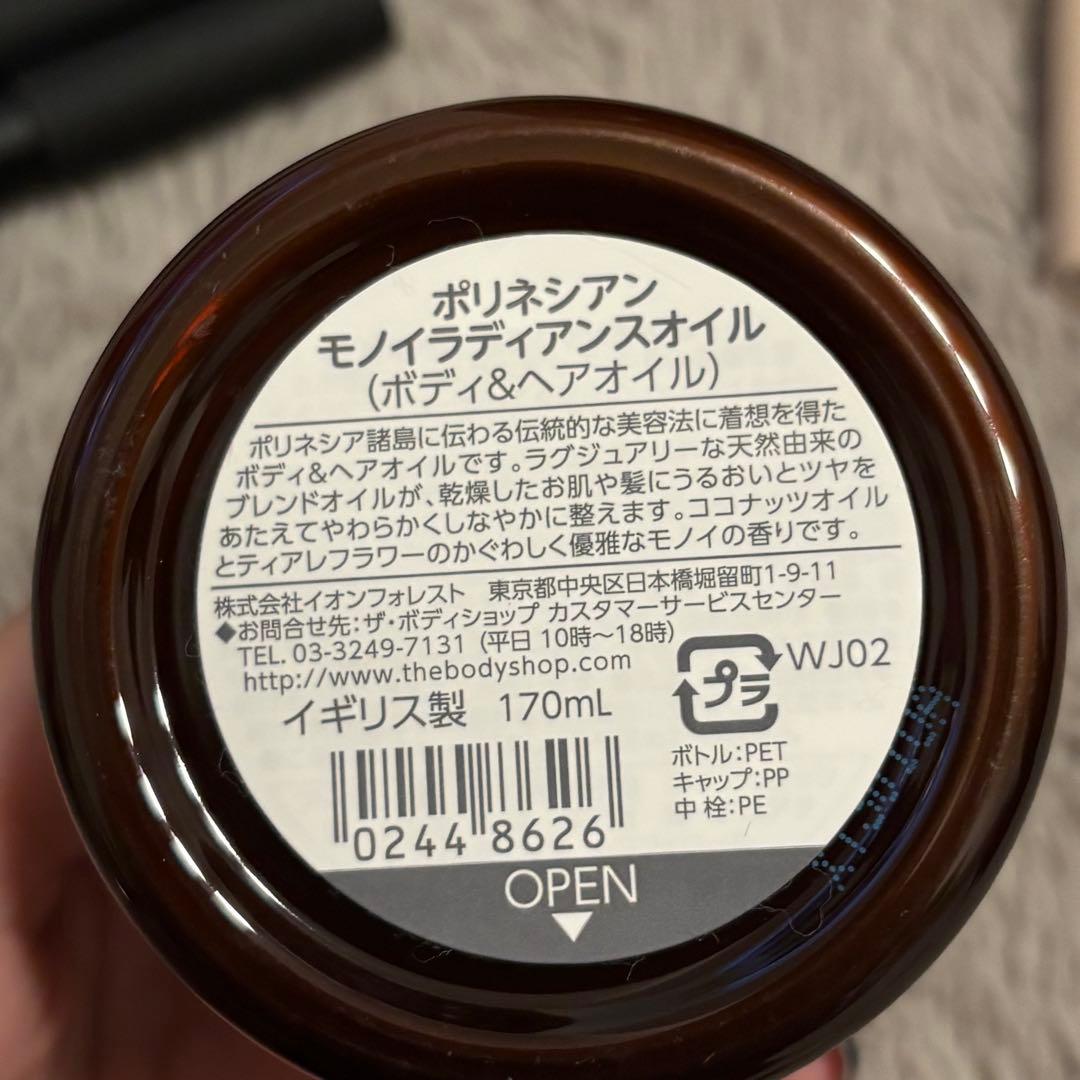 ポリネシアン
モノイラディアンスオイル
(ボディ&ヘアオイル)
ポリネシア諸島に伝わる伝統的な美容法に着想を得た
ボディ&ヘアオイルです。ラグジュアリーな天然由来の
ブレンドオイルが、乾燥したお肌や髪にうるおいとツヤを
あたえてやわらかくしなやかに整えます。ココナッツオイル
とティアレフラワーのかぐわしく優雅なモノイの香りです。
株式会社イオンフォレスト 東京都中央区日本橋堀留町1-9-11
◆お問合せ先:ザ・ボディショップ カスタマーサービスセンター
TEL. 03-3249-7131 (平日 10時～18時)
http://www.thebodyshop.com
プラ
WJ02
イギリス製 170mL
ボトル:PET
キャップ:PP
中 栓:PE
0244 8626
OPEN